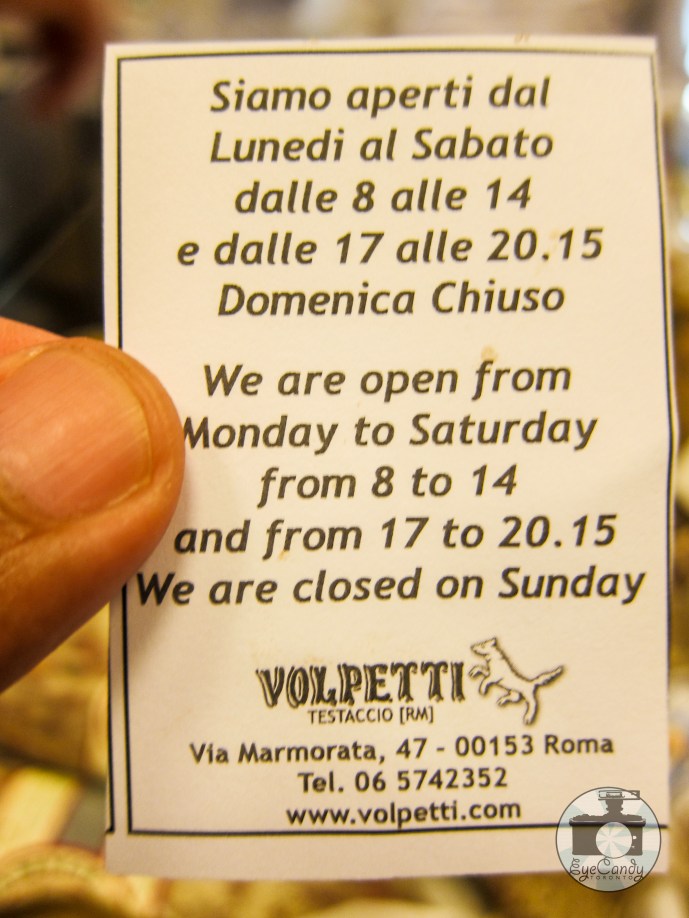 Siamo aperti dal
Lunedi al Sabato
dalle 8 alle 14
e dalle 17 alle 20.15
Domenica Chiuso
We are open from
Monday to Saturday
from 8 to 14
and from 17 to 20.15
We are closed on Sunday
VOLPETTI
TESTACCIO [RM]
Via Marmorata, 47 - 00153 Roma
Tel. 06 5742352
www.volpetti.com
EyeCandy
TORONTO